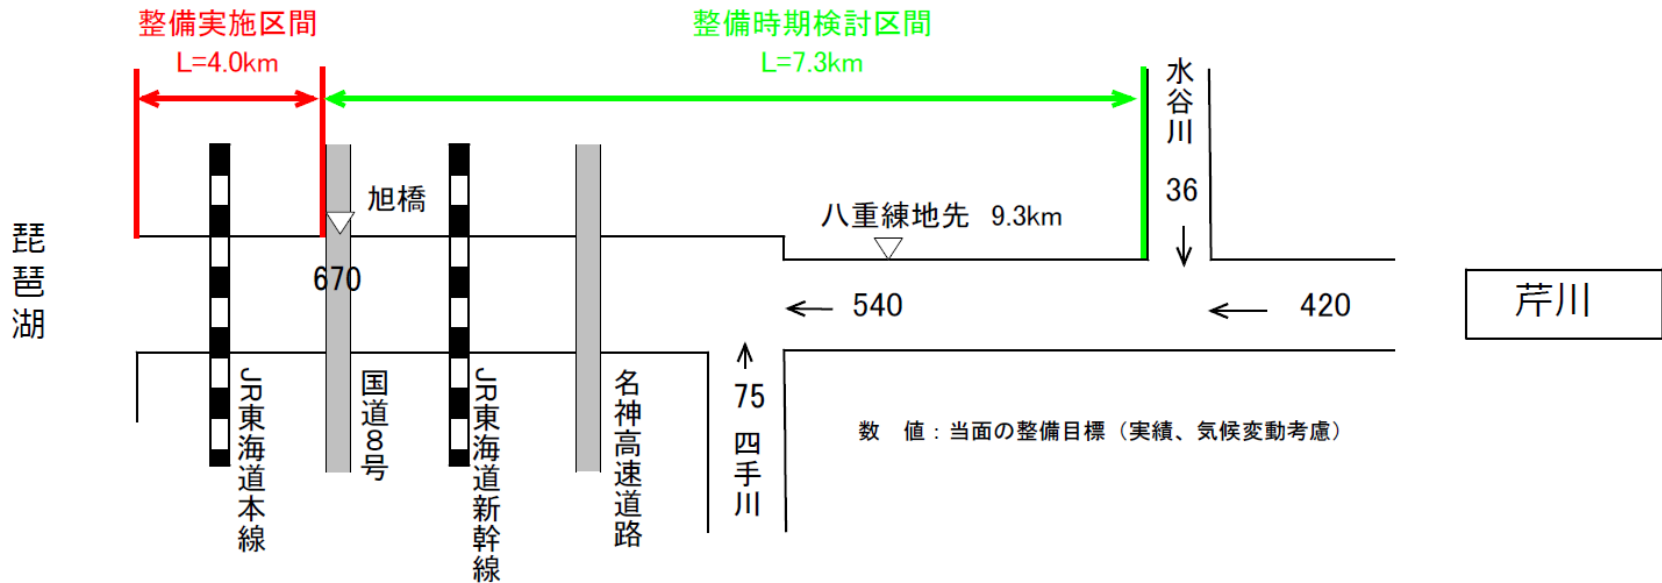 整備実施区間
L=4.0km
整備時期検討区間
L=7.3km
水谷川
36
旭橋
八重練地先 9.3km
琵琶湖
670
540
420
芹川
JR東海道本線
国道８号
JR東海道新幹線
名神高速道路
75
四手川
数　値：当面の整備目標（実績、気候変動考慮）